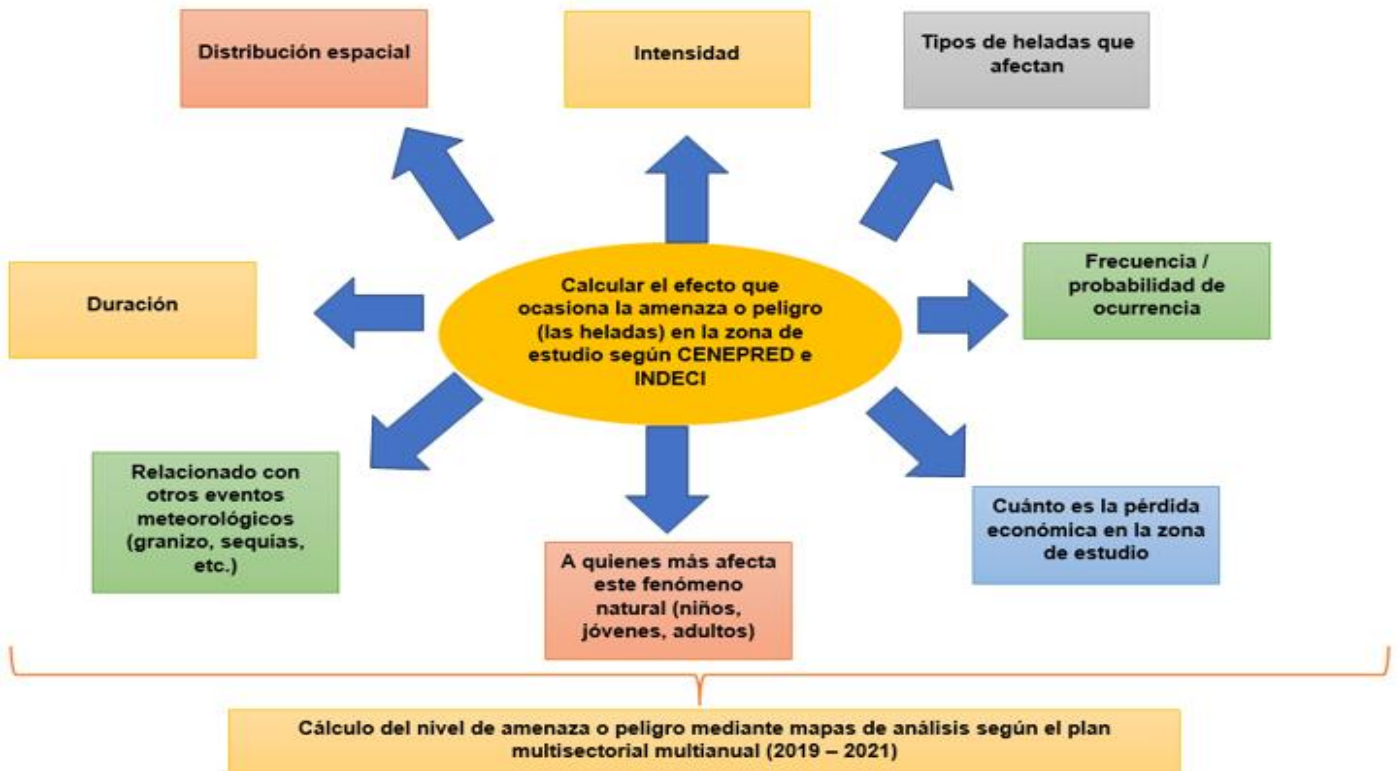 Distribución espacial
Intensidad
Tipos de heladas que
afectan
Duración
Calcular el efecto que
ocasiona la amenaza o peligro
(las heladas) en la zona de
estudio según CENEPRED e
INDECI
Frecuencia /
probabilidad de
ocurrencia
Relacionado con
otros eventos
meteorológicos
(granizo, sequías,
etc.)
A quienes más afecta
este fenómeno
natural (niños,
jóvenes, adultos)
Cuánto es la pérdida
económica en la zona
de estudio
Cálculo del nivel de amenaza o peligro mediante mapas de análisis según el plan
multisectorial multianual (2019 – 2021)